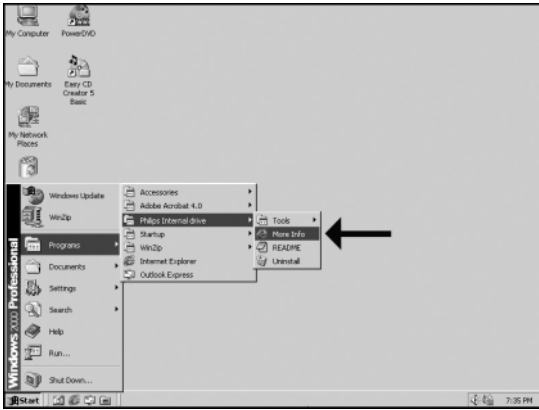 My Computer
PowerDVD
My Documents
Easy CD
Creator 5
Basic
My Network
Places
Windows 2000 Professional
Windows Update
WinZip
Programs
Documents
Settings
Search
Help
Run...
Shut Down...
Accessories
Adobe Acrobat 4.0
Philips Internal drive
Startup
WinZip
Internet Explorer
Outlook Express
Tools
More Info
README
Uninstall
Start
7:35 PM